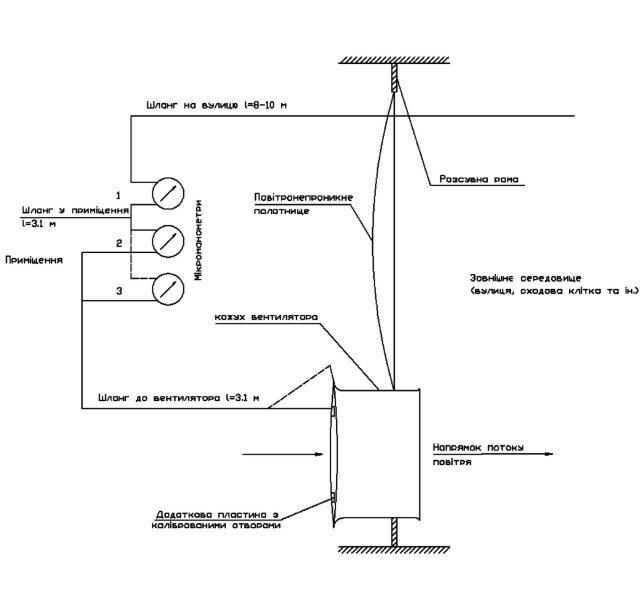 Шланг на вулицю l=8-10 м
Розсувна рама
1
Шланг у приміщення
l=3.1 м
2
Приміщення
3
Мікроманометри
Повітронепроникне
полотнище
Зовнішне середовище
(вулиця, сходова клітка та ін.)
кожух вентилятора
Шланг до вентилятора l=3.1 м
Напрямок потоку
повітря
Додаткова пластина з
каліброваними отворами